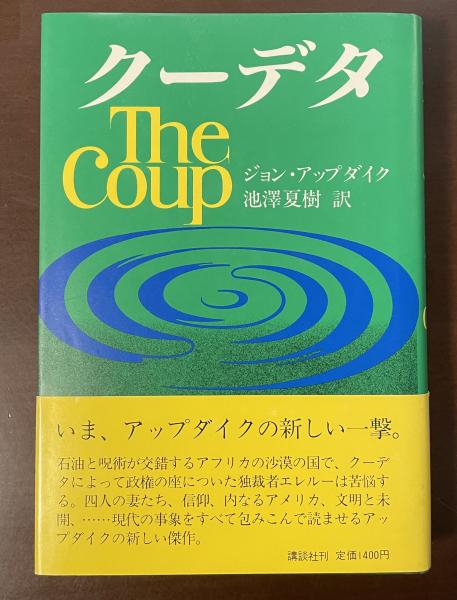 クーデタ
The
Coup
ジョン・アップダイク
池澤夏樹 訳
いま、アップダイクの新しい一撃。
石油と呪術が交錯するアフリカの沙漠の国で、クーデ
タによって政権の座についた独裁者エレルーは苦悩す
る。四人の妻たち、信仰、内なるアメリカ、文明と未
開、……現代の事象をすべて包みこんで読ませるアッ
プダイクの新しい傑作。
講談社刊 定価1400円